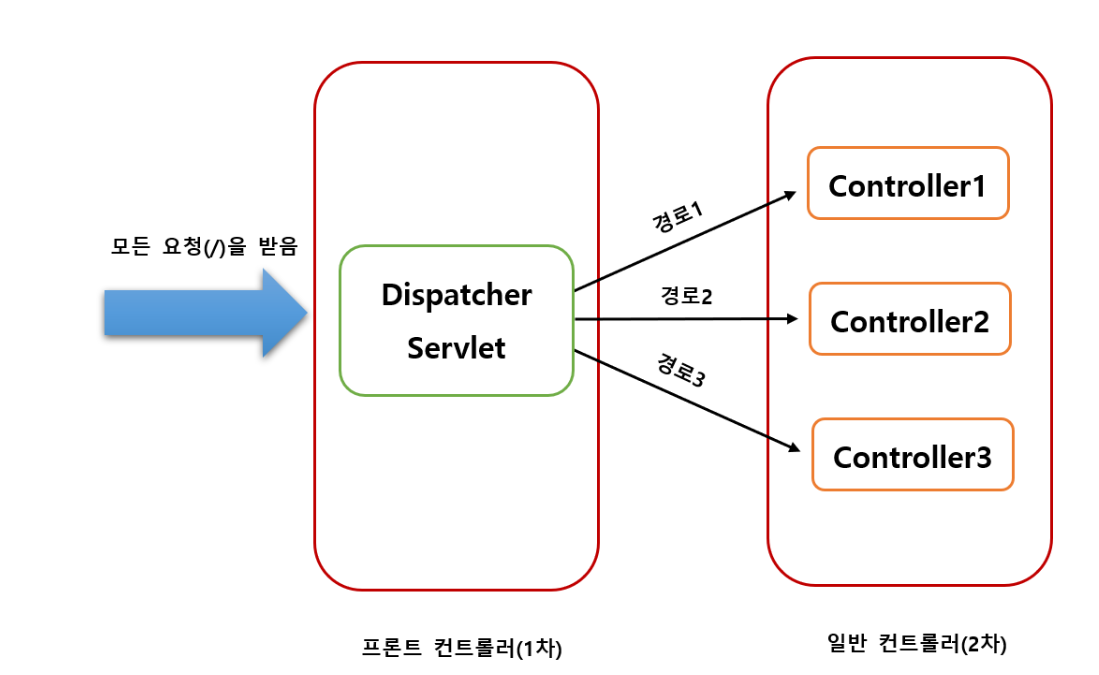 모든 요청(/)을 받음
Dispatcher
Servlet
경로1
경로2
경로3
Controller1
Controller2
Controller3
프론트 컨트롤러(1차)
일반 컨트롤러(2차)